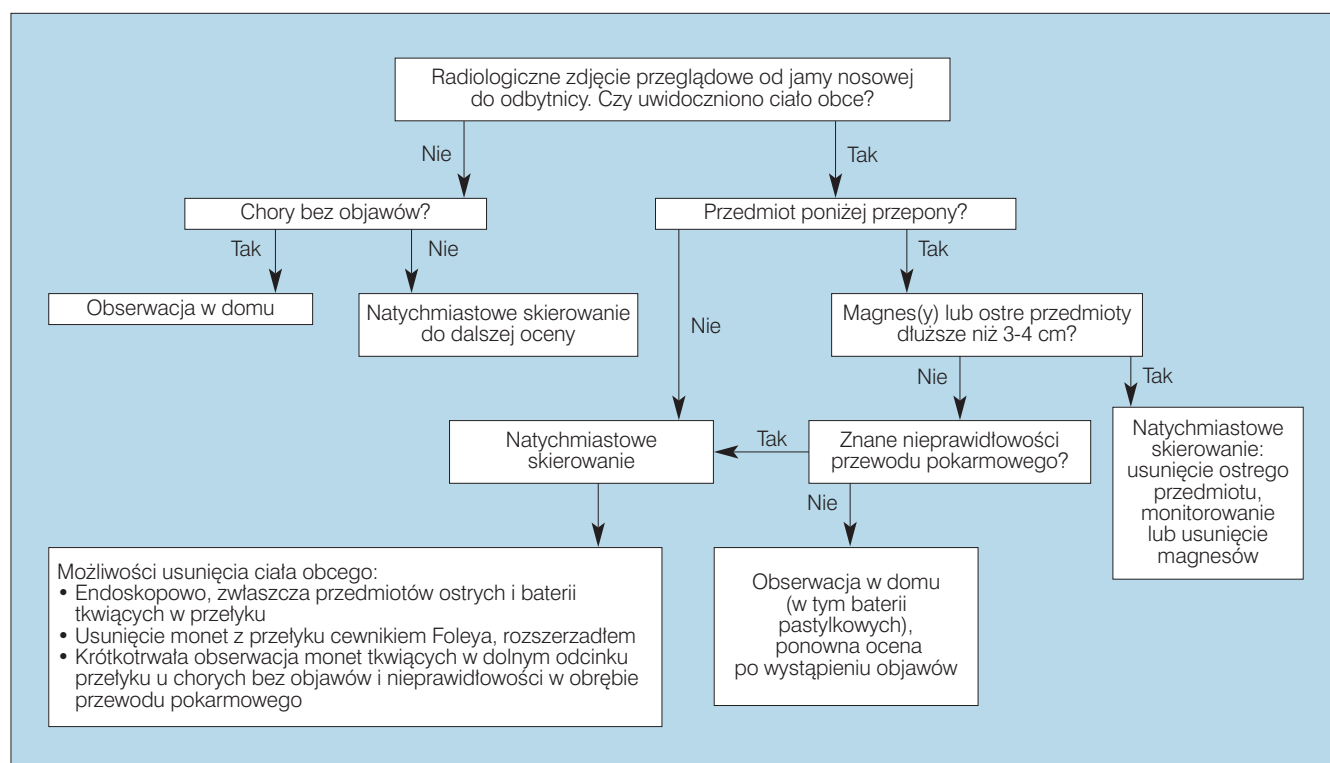 Radiologiczne zdjęcie przeglądowe od jamy nosowej
do odbytnicy. Czy uwidoczniono ciało obce?
Nie
Tak
Chory bez objawów?
Przedmiot poniżej przepony?
Tak
Nie
Nie
Tak
Obserwacja w domu
Natychmiastowe skierowanie
do dalszej oceny
Magnes(y) lub ostre przedmioty
dłuższe niż 3-4 cm?
Nie
Tak
Natychmiastowe
skierowanie
Tak
Znane nieprawidłowości
przewodu pokarmowego?
Natychmiastowe
skierowanie:
usunięcie ostrego
przedmiotu,
monitorowanie
lub usunięcie
magnesów
Nie
Możliwości usunięcia ciała obcego:
• Endoskopowo, zwłaszcza przedmiotów ostrych i baterii
tkwiących w przełyku
• Usunięcie monet z przełyku cewnikiem Foleya, rozszerzadłem
• Krótkotrwała obserwacja monet tkwiących w dolnym odcinku
przełyku u chorych bez objawów i nieprawidłowości w obrębie
przewodu pokarmowego
Obserwacja w domu
(w tym baterii
pastylkowych),
ponowna ocena
po wystąpieniu objawów